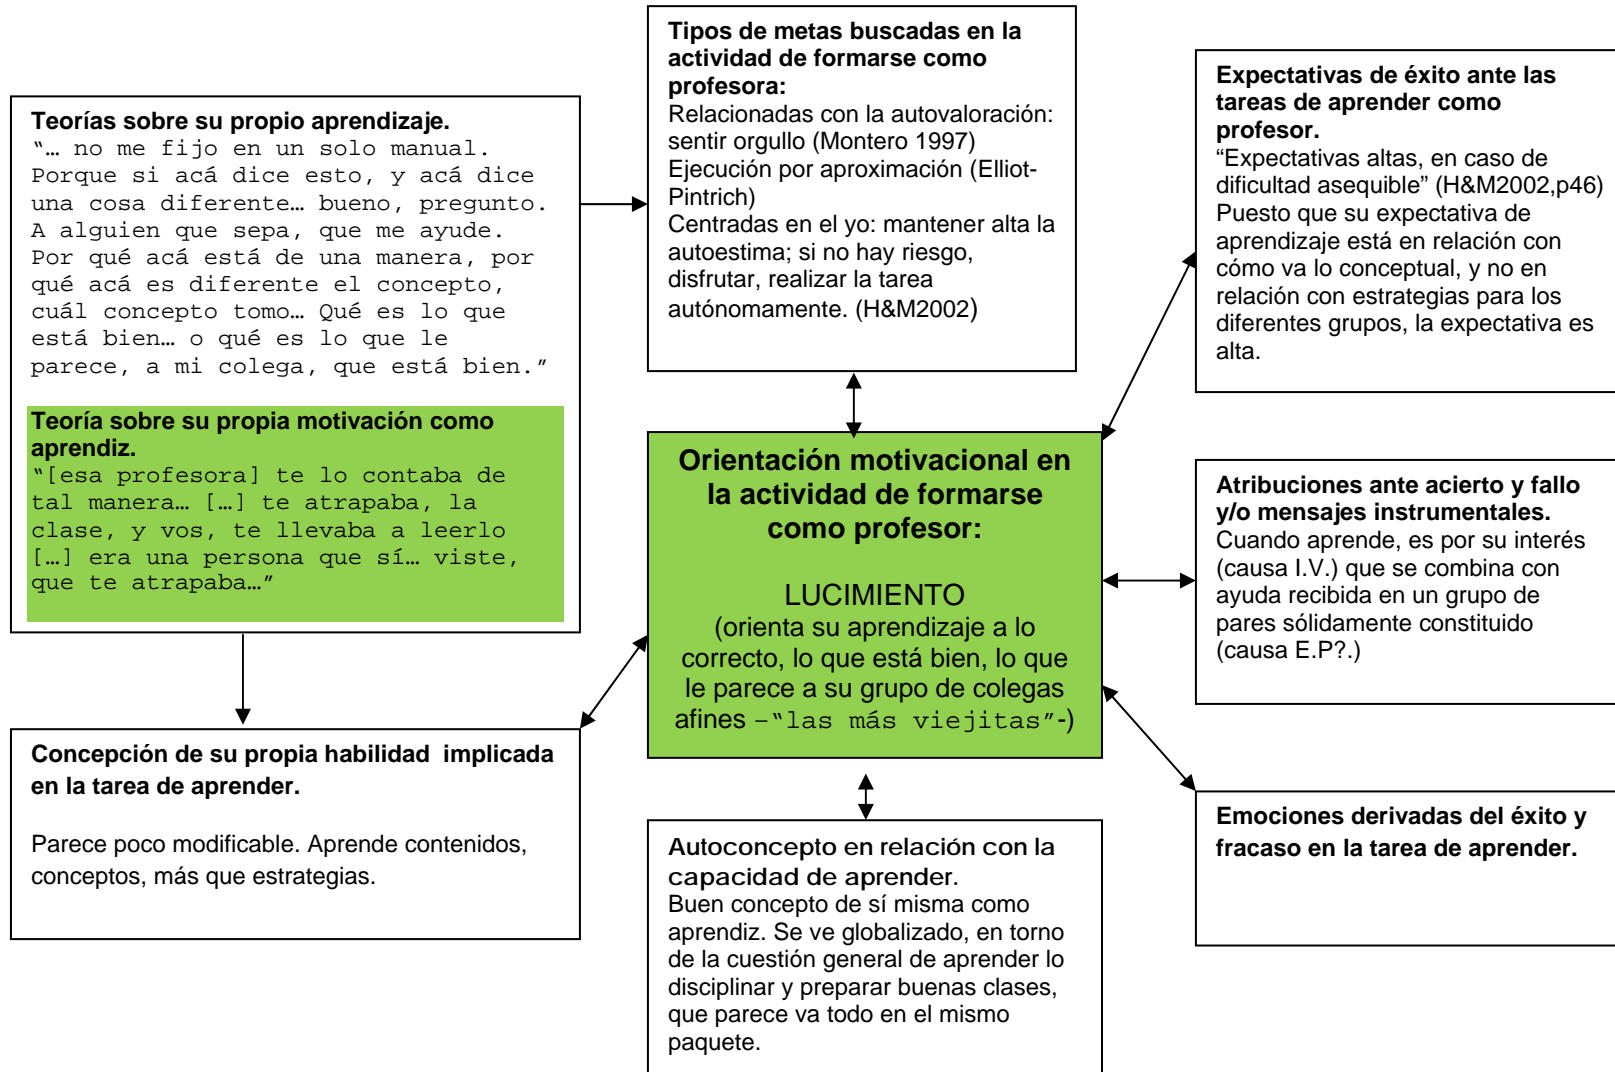 Teorías sobre su propio aprendizaje.
“… no me fijo en un solo manual.
Porque si acá dice esto, y acá dice
una cosa diferente… bueno, pregunto.
A alguien que sepa, que me ayude.
Por qué acá está de una manera, por
qué acá es diferente el concepto,
cuál concepto tomo… Qué es lo que
está bien… o qué es lo que le
parece, a mi colega, que está bien.”
Teoría sobre su propia motivación como
aprendiz.
“[esa profesora] te lo contaba de
tal manera… […] te atrapaba, la
clase, y vos, te llevaba a leerlo
[…] era una persona que sí… viste,
que te atrapaba…”
Concepción de su propia habilidad  implicada
en la tarea de aprender.
Parece poco modificable. Aprende contenidos,
conceptos, más que estrategias.
Tipos de metas buscadas en la
actividad de formarse como
profesora:
Relacionadas con la autovaloración:
sentir orgullo (Montero 1997)
Ejecución por aproximación (Elliot-
Pintrich)
Centradas en el yo: mantener alta la
autoestima; si no hay riesgo,
disfrutar, realizar la tarea
autónomamente. (H&M2002)
Orientación motivacional en
la actividad de formarse
como profesor:
LUCIMIENTO
(orienta su aprendizaje a lo
correcto, lo que está bien, lo que
le parece a su grupo de colegas
afines –“las más viejitas”-)
Autoconcepto en relación con la
capacidad de aprender.
Buen concepto de sí misma como
aprendiz. Se ve globalizado, en torno
de la cuestión general de aprender lo
disciplinar y preparar buenas clases,
que parece va todo en el mismo
paquete.
Expectativas de éxito ante las
tareas de aprender como
profesor.
“Expectativas altas, en caso de
dificultad asequible” (H&M2002,p46)
Puesto que su expectativa de
aprendizaje está en relación con
cómo va lo conceptual, y no en
relación con estrategias para los
diferentes grupos, la expectativa es
alta.
Atribuciones ante acierto y fallo
y/o mensajes instrumentales.
Cuando aprende, es por su interés
(causa I.V.) que se combina con
ayuda recibida en un grupo de
pares sólidamente constituido
(causa E.P?.)
Emociones derivadas del éxito y
fracaso en la tarea de aprender.